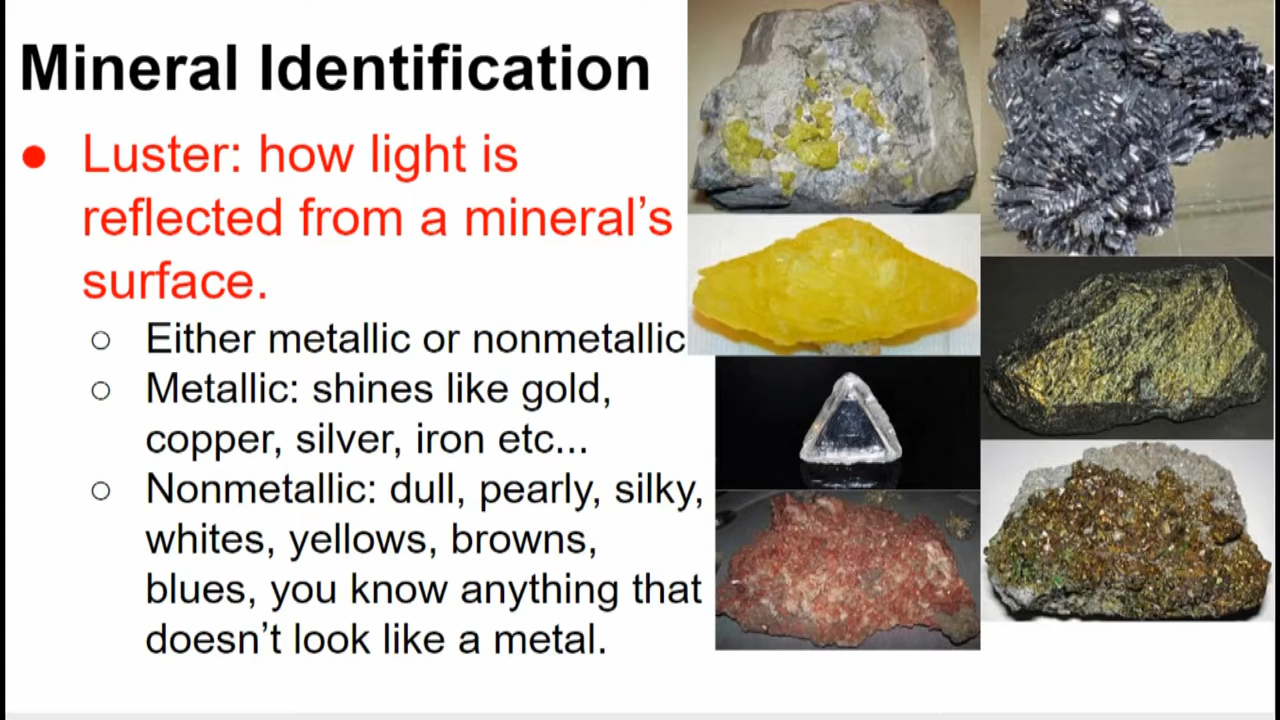 Mineral Identification
● Luster: how light is
reflected from a mineral’s
surface.
○ Either metallic or nonmetallic
○ Metallic: shines like gold,
copper, silver, iron etc...
○ Nonmetallic: dull, pearly, silky,
whites, yellows, browns,
blues, you know anything that
doesn’t look like a metal.